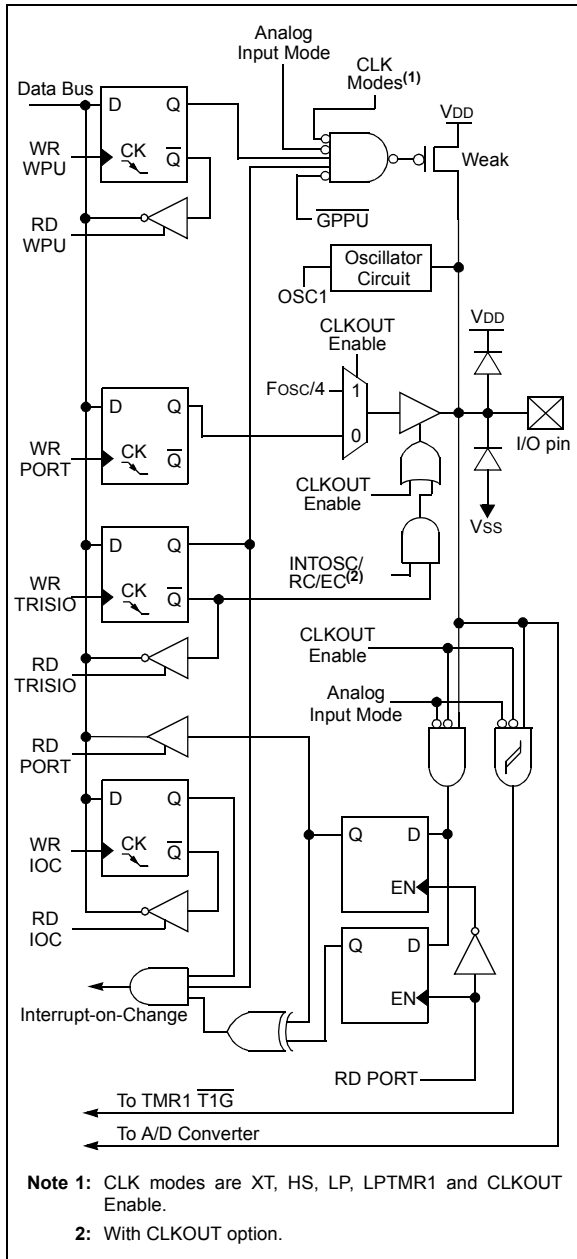 Analog
Input Mode
CLK
Modes(1)
Data Bus
D Q
VDD
WR
WPU
CK Q
Weak
RD
WPU
GPPU
Oscillator
Circuit
OSC1
CLKOUT
Enable
VDD
FOSC/4
1
D Q
0
I/O pin
WR
PORT
CK Q
CLKOUT
Enable
VSS
D Q
INTOSC/
RC/EC(2)
WR
TRISIO
CK Q
CLKOUT
Enable
RD
TRISIO
Analog
Input Mode
RD
PORT
D Q
Q D
WR
IOC
CK Q
EN
RD
IOC
Q D
EN
Interrupt-on-Change
RD PORT
To TMR1 T1G
To A/D Converter
Note 1: CLK modes are XT, HS, LP, LPTMR1 and CLKOUT
Enable.
2: With CLKOUT option.